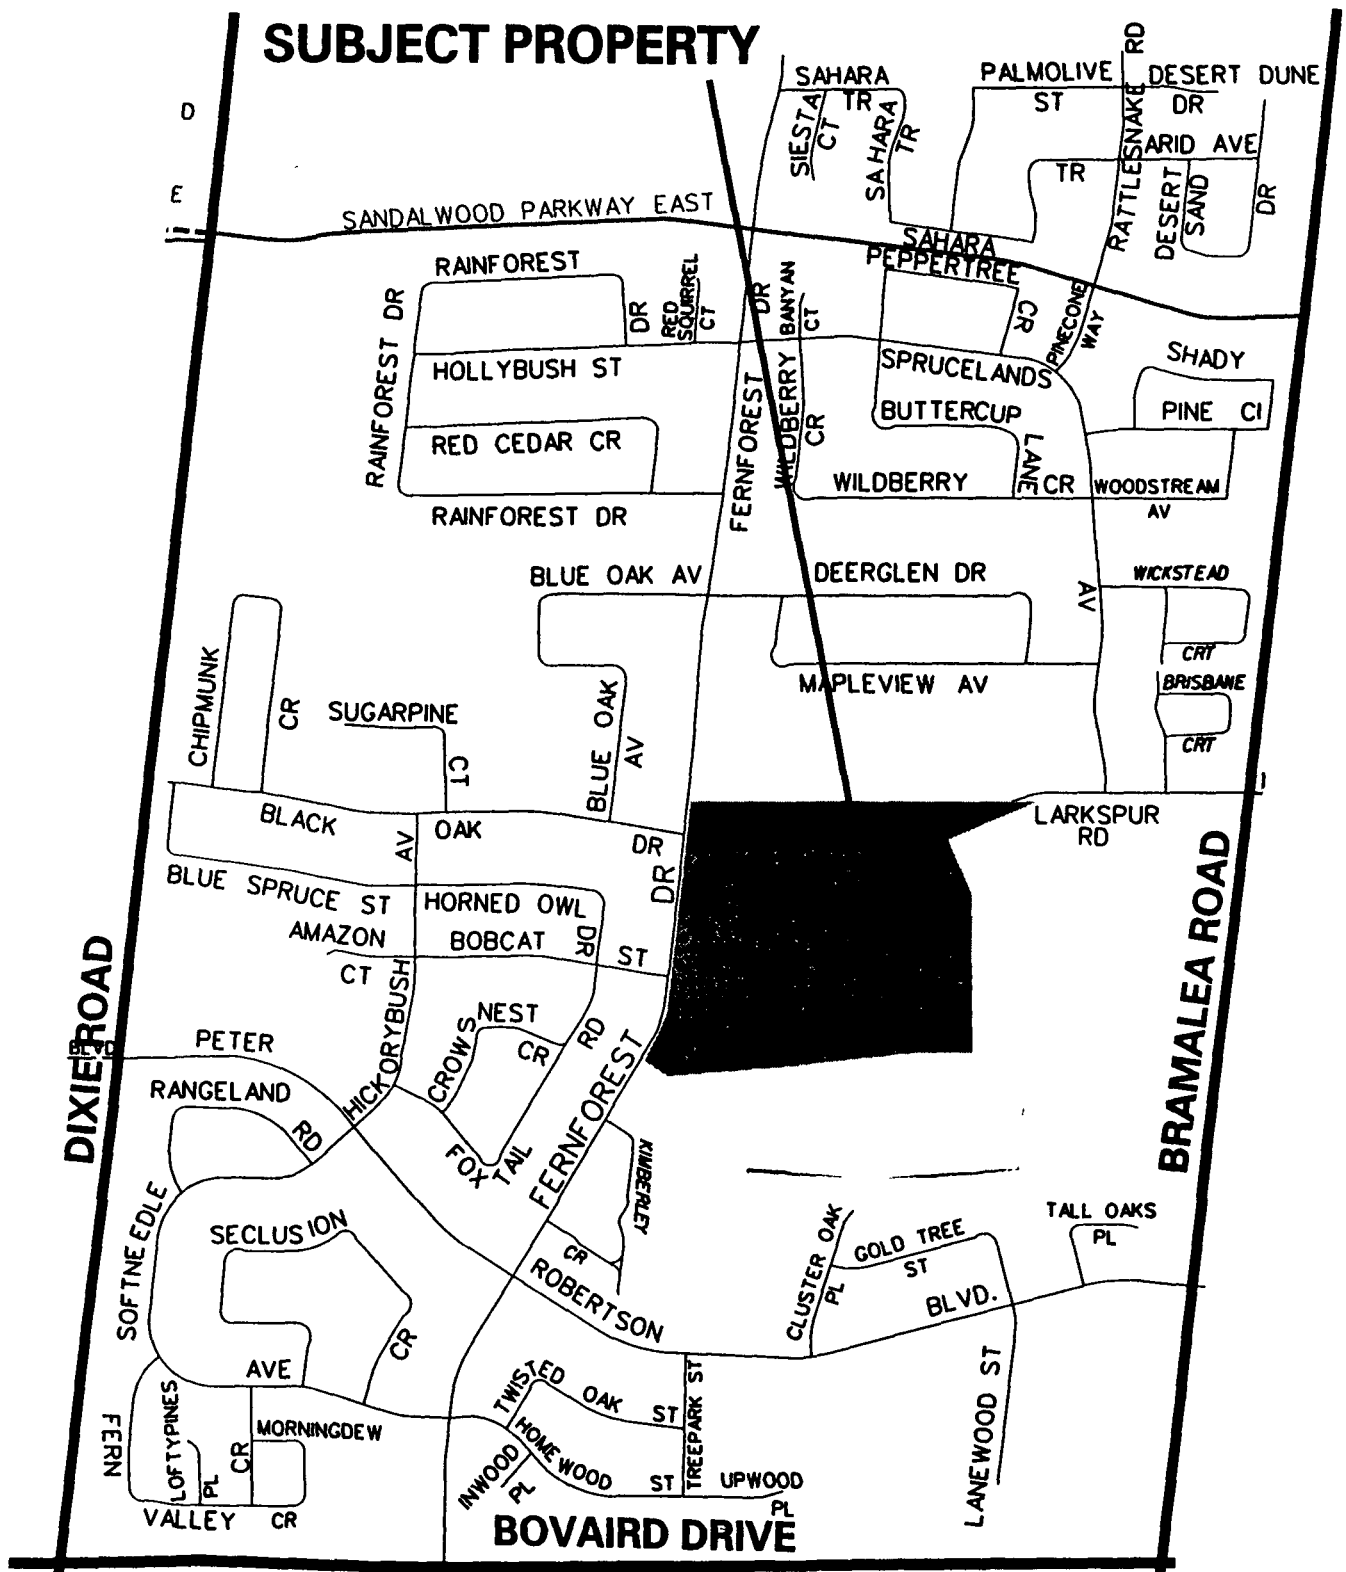 SUBJECT PROPERTY
RD
SAHARA
TR
PALMOLIVE
ST
DESERT DUNE
DR
D
SIESTA
CT
SAHARA
TR
RATTLESNAKE
ARID AVE
TR
DESERT
SAND
DR
E
SANDALWOOD PARKWAY EAST
SAHARA
PEPPERTREE
CR
RAINFOREST
DR
RED
SQUIRREL
CT
DR
BANYAN
CT
PINECONE
WAY
RAINFOREST DR
HOLLYBUSH ST
SPRUCELANDS
SHADY
FERNFOREST
WILDBERRY
CR
BUTTERCUP
LANE
PINE CI
RED CEDAR CR
WILDBERRY
CR
WOODSTREAM
AV
RAINFOREST DR
BLUE OAK AV
DEERGLEN DR
AV
WICKSTEAD
CRT
CHIPMUNK
CR
SUGARPINE
CT
BLUE OAK
AV
MAPLEVIEW AV
BRISBANE
CRT
BLACK
OAK
DR
AV
DR
LARKSPUR
RD
BLUE SPRUCE ST
HORNED OWL
DR
AMAZON
CT
BOBCAT
ST
BRAMALEA ROAD
DIXIE ROAD
BLVD
PETER
HICKORYBUSH
CROWS
NEST
CR
RD
RANGELAND
RD
FOX
TAIL
FERNFOREST
KIMBERLEY
CR
SOFTNEEDLE
SECLUSION
CR
ROBERTSON
CLUSTER OAK
PL
GOLD TREE
ST
TALL OAKS
PL
BLVD.
AVE
TWISTED OAK
ST
TREEPARK ST
LANEWOOD ST
FERN
LOFTYPINES
PL
CR
MORNINGDEW
HOMEWOOD
ST
INWOOD
PL
UPWOOD
PL
VALLEY CR
BOVAIRD DRIVE